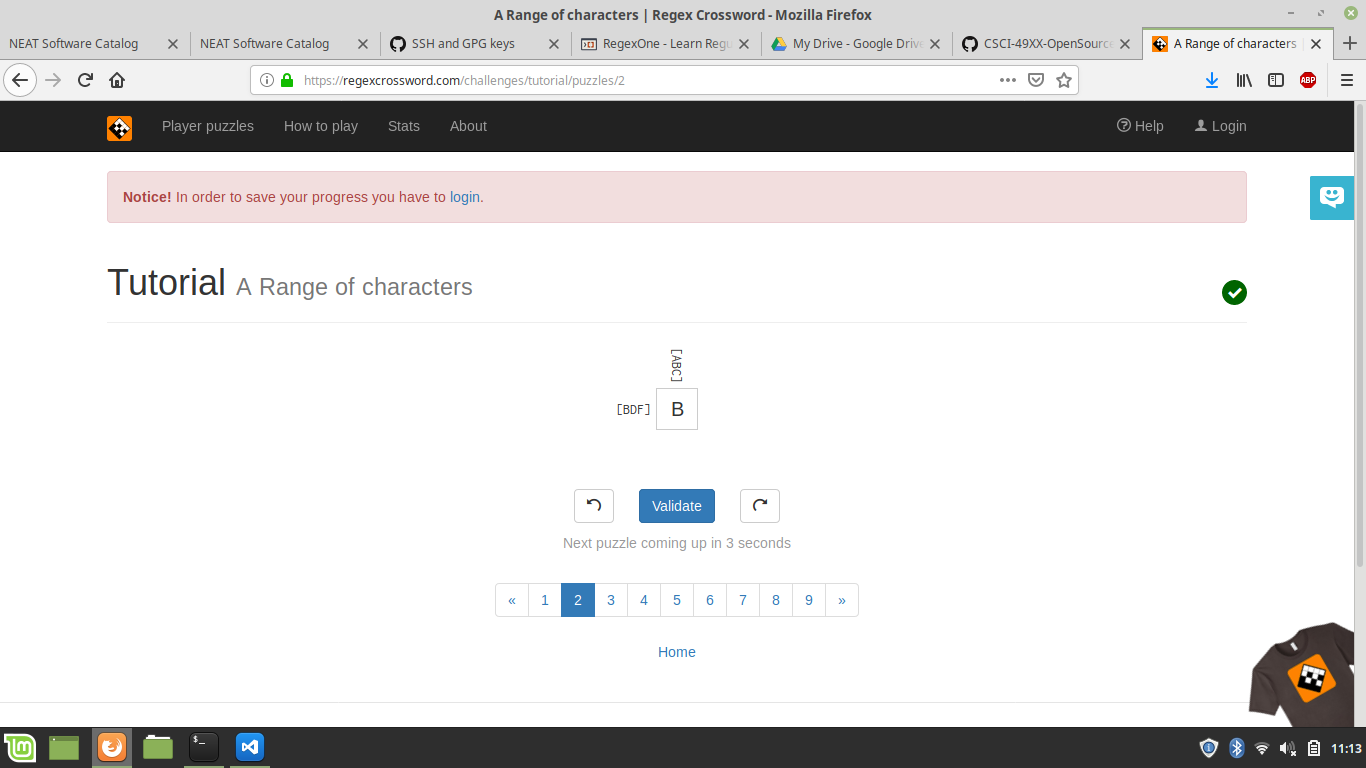 A Range of characters | Regex Crossword - Mozilla Firefox
NEAT Software Catalog
NEAT Software Catalog
SSH and GPG keys
RegexOne - Learn Regu
My Drive - Google Drive
CSCI-49XX-OpenSource
A Range of characters
https://regexcrossword.com/challenges/tutorial/puzzles/2
ABP
Player puzzles
How to play
Stats
About
Help
Login
Notice! In order to save your progress you have to login.
Tutorial A Range of characters
[ABC]
[BDF] B
Validate
Next puzzle coming up in 3 seconds
« 1 2 3 4 5 6 7 8 9 »
Home
11:13